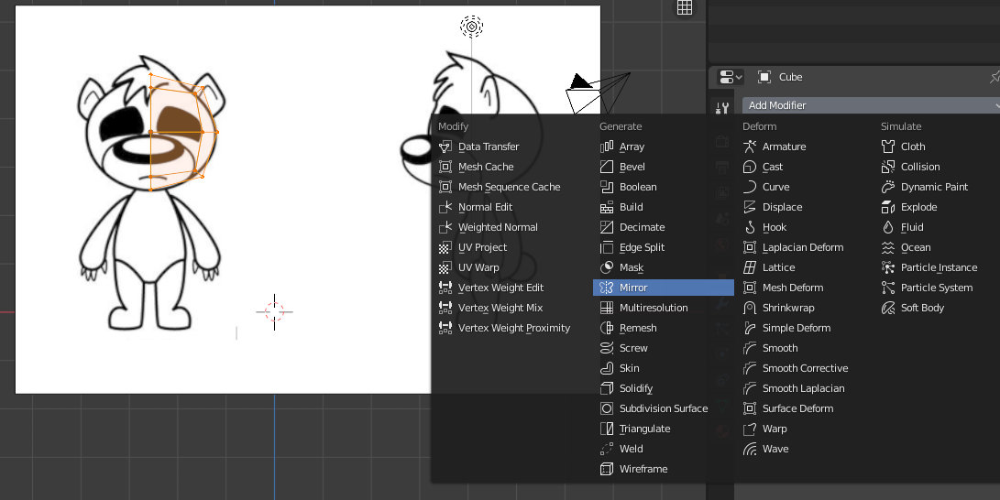 Cube
Add Modifier
Modify
Data Transfer
Mesh Cache
Mesh Sequence Cache
Normal Edit
Weighted Normal
UV Project
UV Warp
Vertex Weight Edit
Vertex Weight Mix
Vertex Weight Proximity
Generate
Array
Bevel
Boolean
Build
Decimate
Edge Split
Mask
Mirror
Multiresolution
Remesh
Screw
Skin
Solidify
Subdivision Surface
Triangulate
Weld
Wireframe
Deform
Armature
Cast
Curve
Displace
Hook
Laplacian Deform
Lattice
Mesh Deform
Shrinkwrap
Simple Deform
Smooth
Smooth Corrective
Smooth Laplacian
Surface Deform
Warp
Wave
Simulate
Cloth
Collision
Dynamic Paint
Explode
Fluid
Ocean
Particle Instance
Particle System
Soft Body